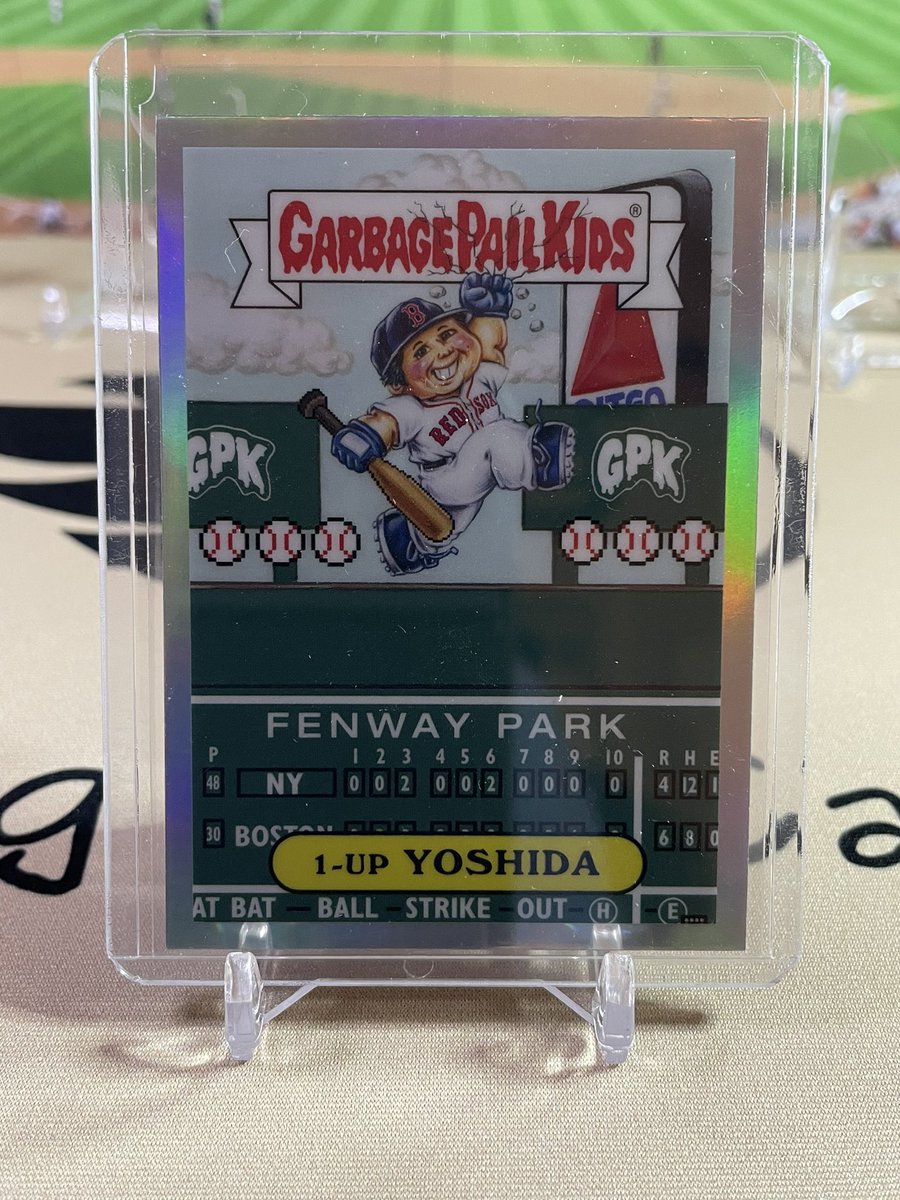 GARBAGE PAIL KIDS®
B
RED SOX
CITGO
GPK
GPK
FENWAY PARK
P 1 2 3 4 5 6 7 8 9 10 R H E
48 NY 0 0 2 0 0 2 0 0 0 0 4 12 1
30 BOSTON 6 8 0
1-UP YOSHIDA
AT BAT - BALL - STRIKE - OUT - H - E
g
a